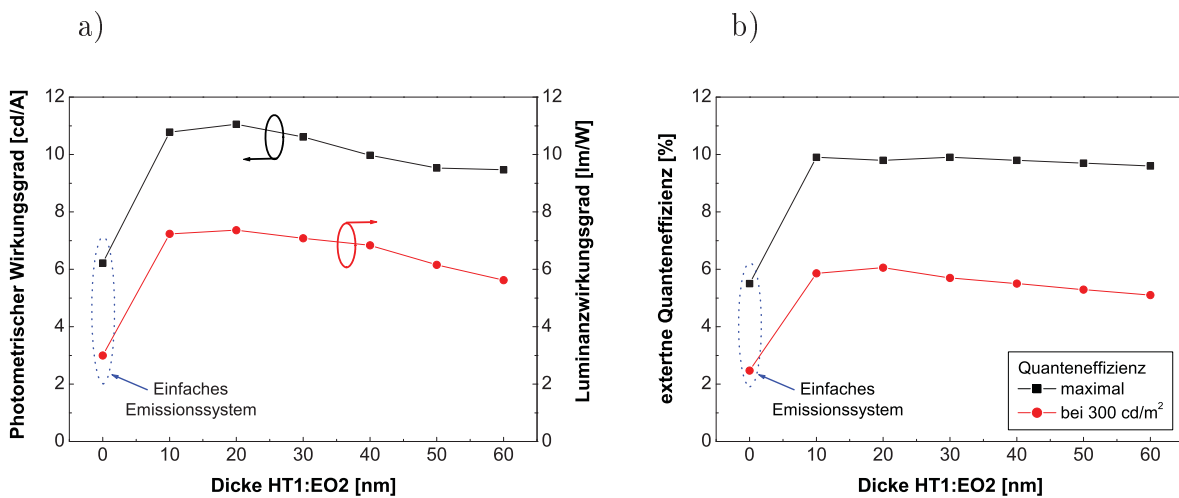 a)
b)
Photometrischer Wirkungsgrad [cd/A]
12
10
8
6
4
2
0
0 10 20 30 40 50 60
Dicke HT1:EO2 [nm]
12
10
8
6
4
2
0
Luminanzwirkungsgrad [lm/W]
Einfaches
Emissionssystem
extertne Quanteneffizienz [%]
12
10
8
6
4
2
0
0 10 20 30 40 50 60
Dicke HT1:EO2 [nm]
Einfaches
Emissionssystem
Quanteneffizienz
maximal
bei 300 cd/m²